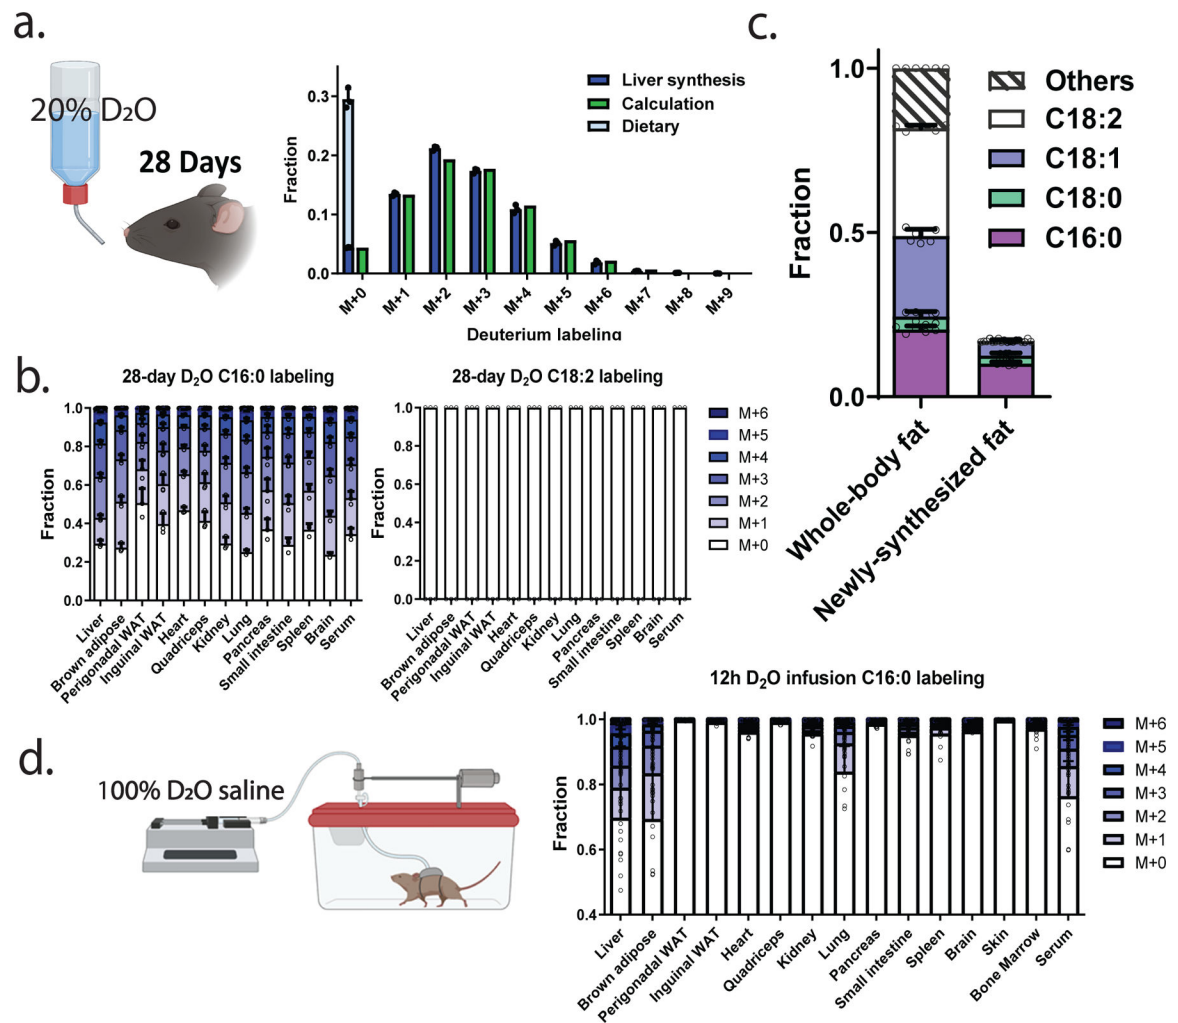 a.
20% D₂O
28 Days
Fraction
0.3
0.2
0.1
0.0
Liver synthesis
Calculation
Dietary
M+0
M+1
M+2
M+3
M+4
M+5
M+6
M+7
M+8
M+9
Deuterium labeling
c.
Fraction
1.0
0.5
0.0
Others
C18:2
C18:1
C18:0
C16:0
Whole-body fat
Newly-synthesized fat
b.
28-day D₂O C16:0 labeling
Fraction
1.0
0.8
0.6
0.4
0.2
0.0
Liver
Brown adipose
Perigonadal WAT
Inguinal WAT
Heart
Quadriceps
Kidney
Lung
Pancreas
Small intestine
Spleen
Brain
Serum
28-day D₂O C18:2 labeling
Fraction
1.0
0.8
0.6
0.4
0.2
0.0
Liver
Brown adipose
Perigonadal WAT
Inguinal WAT
Heart
Quadriceps
Kidney
Lung
Pancreas
Small intestine
Spleen
Brain
Serum
M+6
M+5
M+4
M+3
M+2
M+1
M+0
d.
100% D₂O saline
12h D₂O infusion C16:0 labeling
Fraction
1.0
0.8
0.6
0.4
Liver
Brown adipose
Perigonadal WAT
Inguinal WAT
Heart
Quadriceps
Kidney
Lung
Pancreas
Small intestine
Spleen
Brain
Skin
Bone Marrow
Serum
M+6
M+5
M+4
M+3
M+2
M+1
M+0